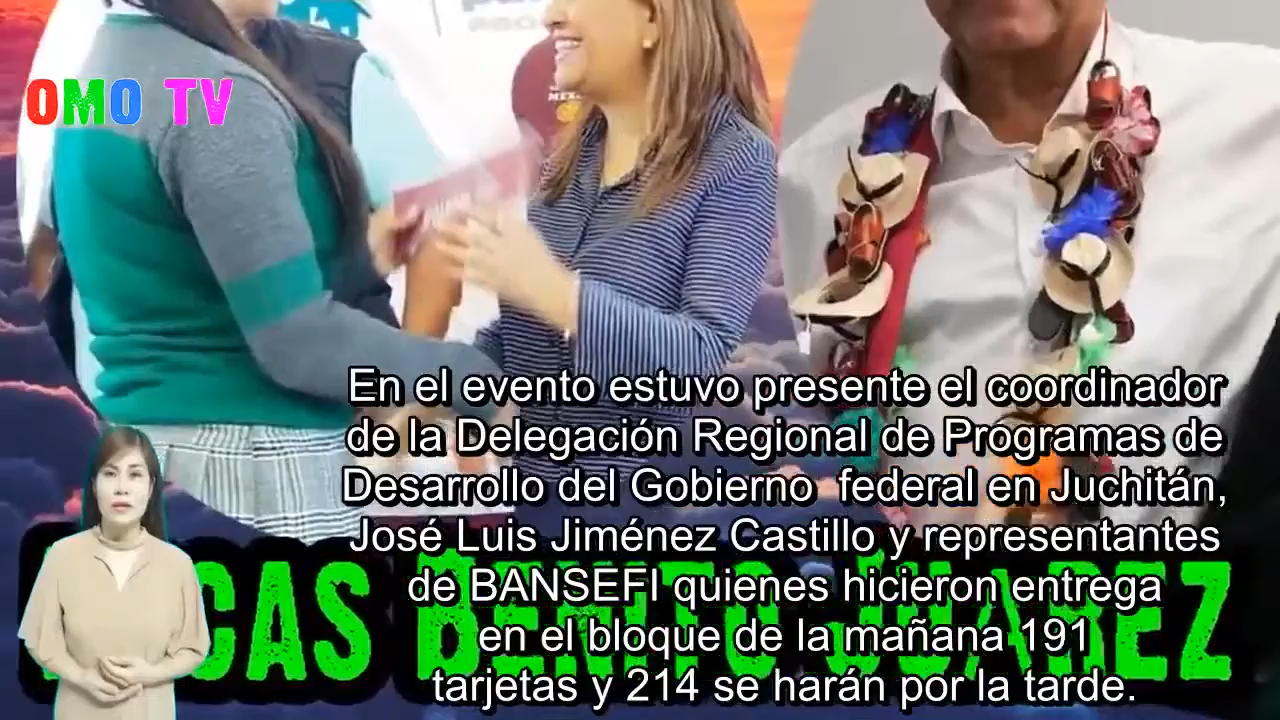 OMO TV
En el evento estuvo presente el coordinador
de la Delegación Regional de Programas de
Desarrollo del Gobierno federal en Juchitán,
José Luis Jiménez Castillo y representantes
de BANSEFI quienes hicieron entrega
en el bloque de la mañana 191
tarjetas y 214 se harán por la tarde.
BENITO JUAREZ